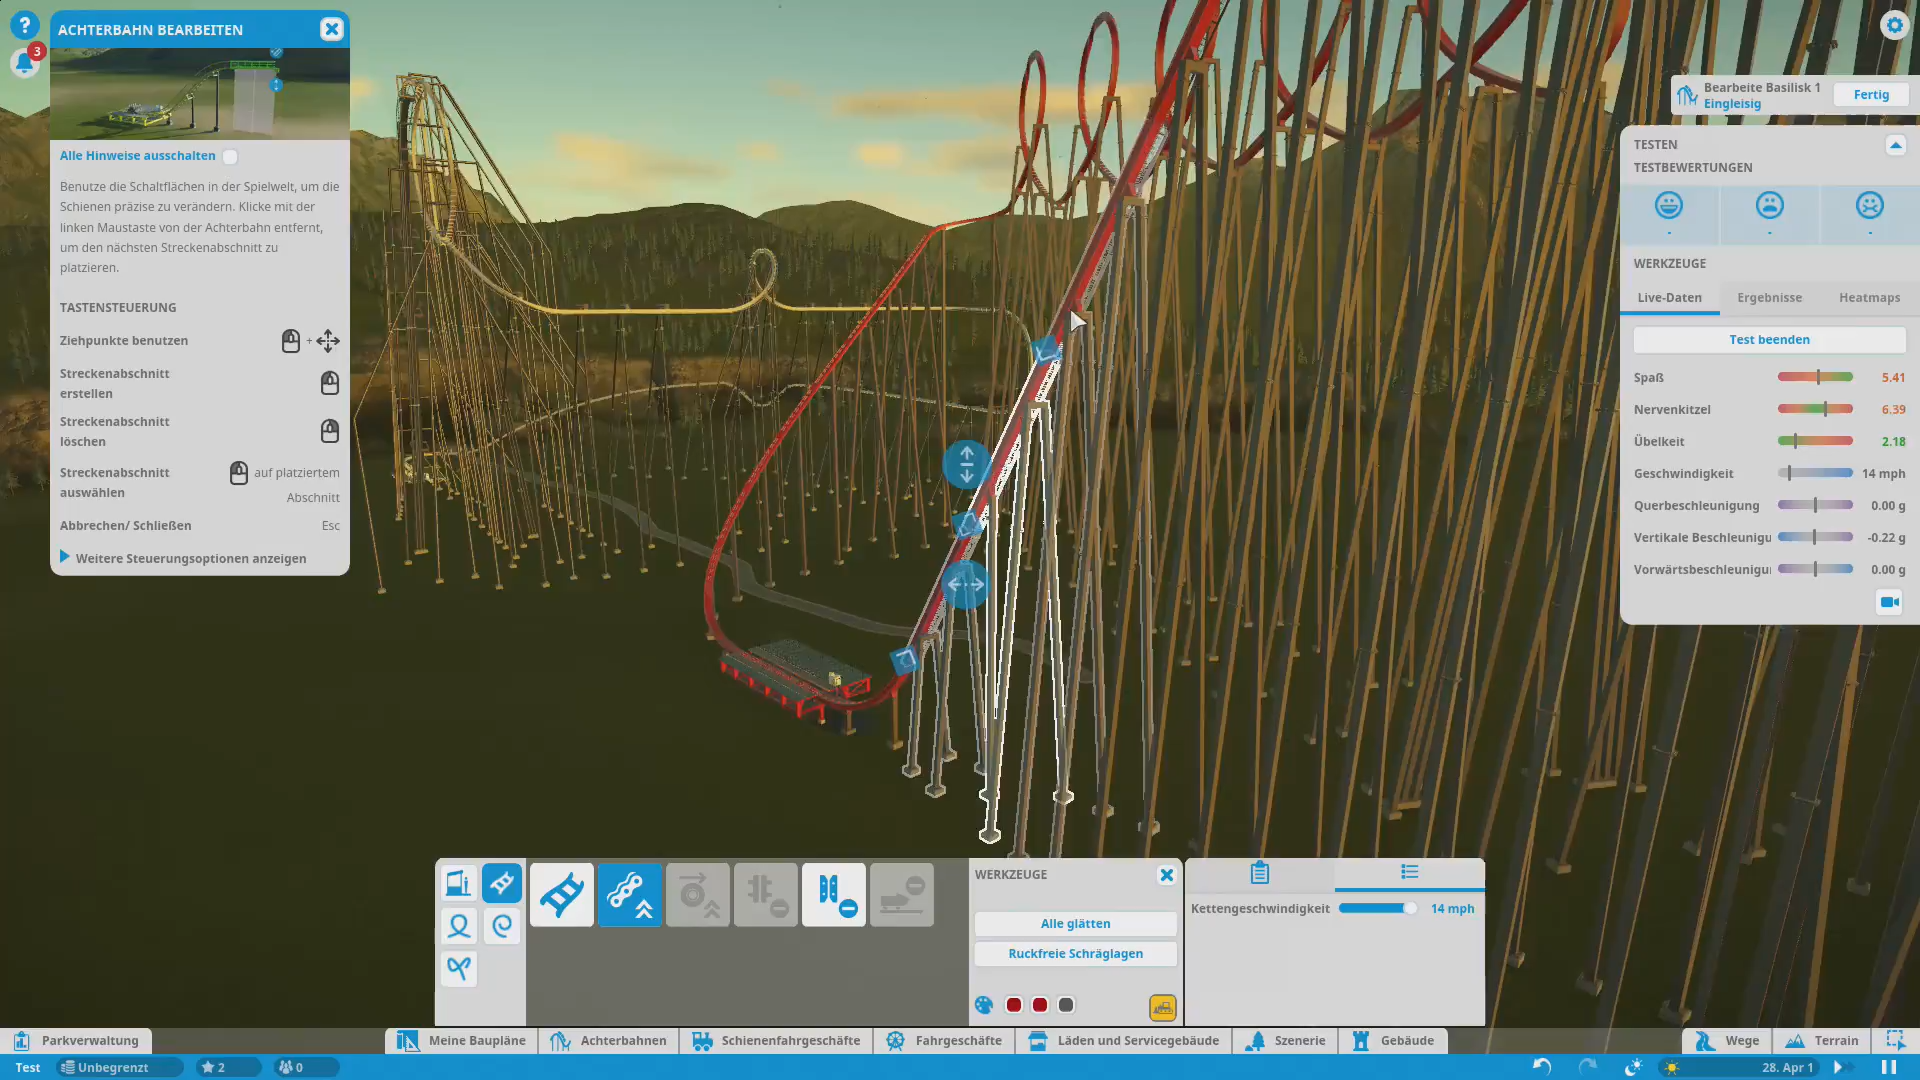 ?
3
ACHTERBAHN BEARBEITEN
Alle Hinweise ausschalten
Benutze die Schaltflächen in der Spielwelt, um die
Schienen präzise zu verändern. Klicke mit der
linken Maustaste von der Achterbahn entfernt,
um den nächsten Streckenabschnitt zu
platzieren.
TASTENSTEUERUNG
Ziehpunkte benutzen
+
Streckenabschnitt
erstellen
Streckenabschnitt
löschen
Streckenabschnitt
auswählen
auf platziertem
Abschnitt
Abbrechen/ Schließen
Esc
Weitere Steuerungsoptionen anzeigen
Bearbeite Basilisk 1
Eingleisig
Fertig
TESTEN
TESTBEWERTUNGEN
- - -
WERKZEUGE
Live-Daten Ergebnisse Heatmaps
Test beenden
Spaß 5.41
Nervenkitzel 6.39
Übelkeit 2.18
Geschwindigkeit 14 mph
Querbeschleunigung 0.00 g
Vertikale Beschleunigu -0.22 g
Vorwärtsbeschleunigu 0.00 g
WERKZEUGE
Alle glätten
Ruckfreie Schräglagen
Kettengeschwindigkeit 14 mph
Parkverwaltung
Meine Baupläne
Achterbahnen
Schienenfahrgeschäfte
Fahrgeschäfte
Läden und Servicegebäude
Szenerie
Gebäude
Wege
Terrain
Test
Unbegrenzt
2
0
28. Apr 1